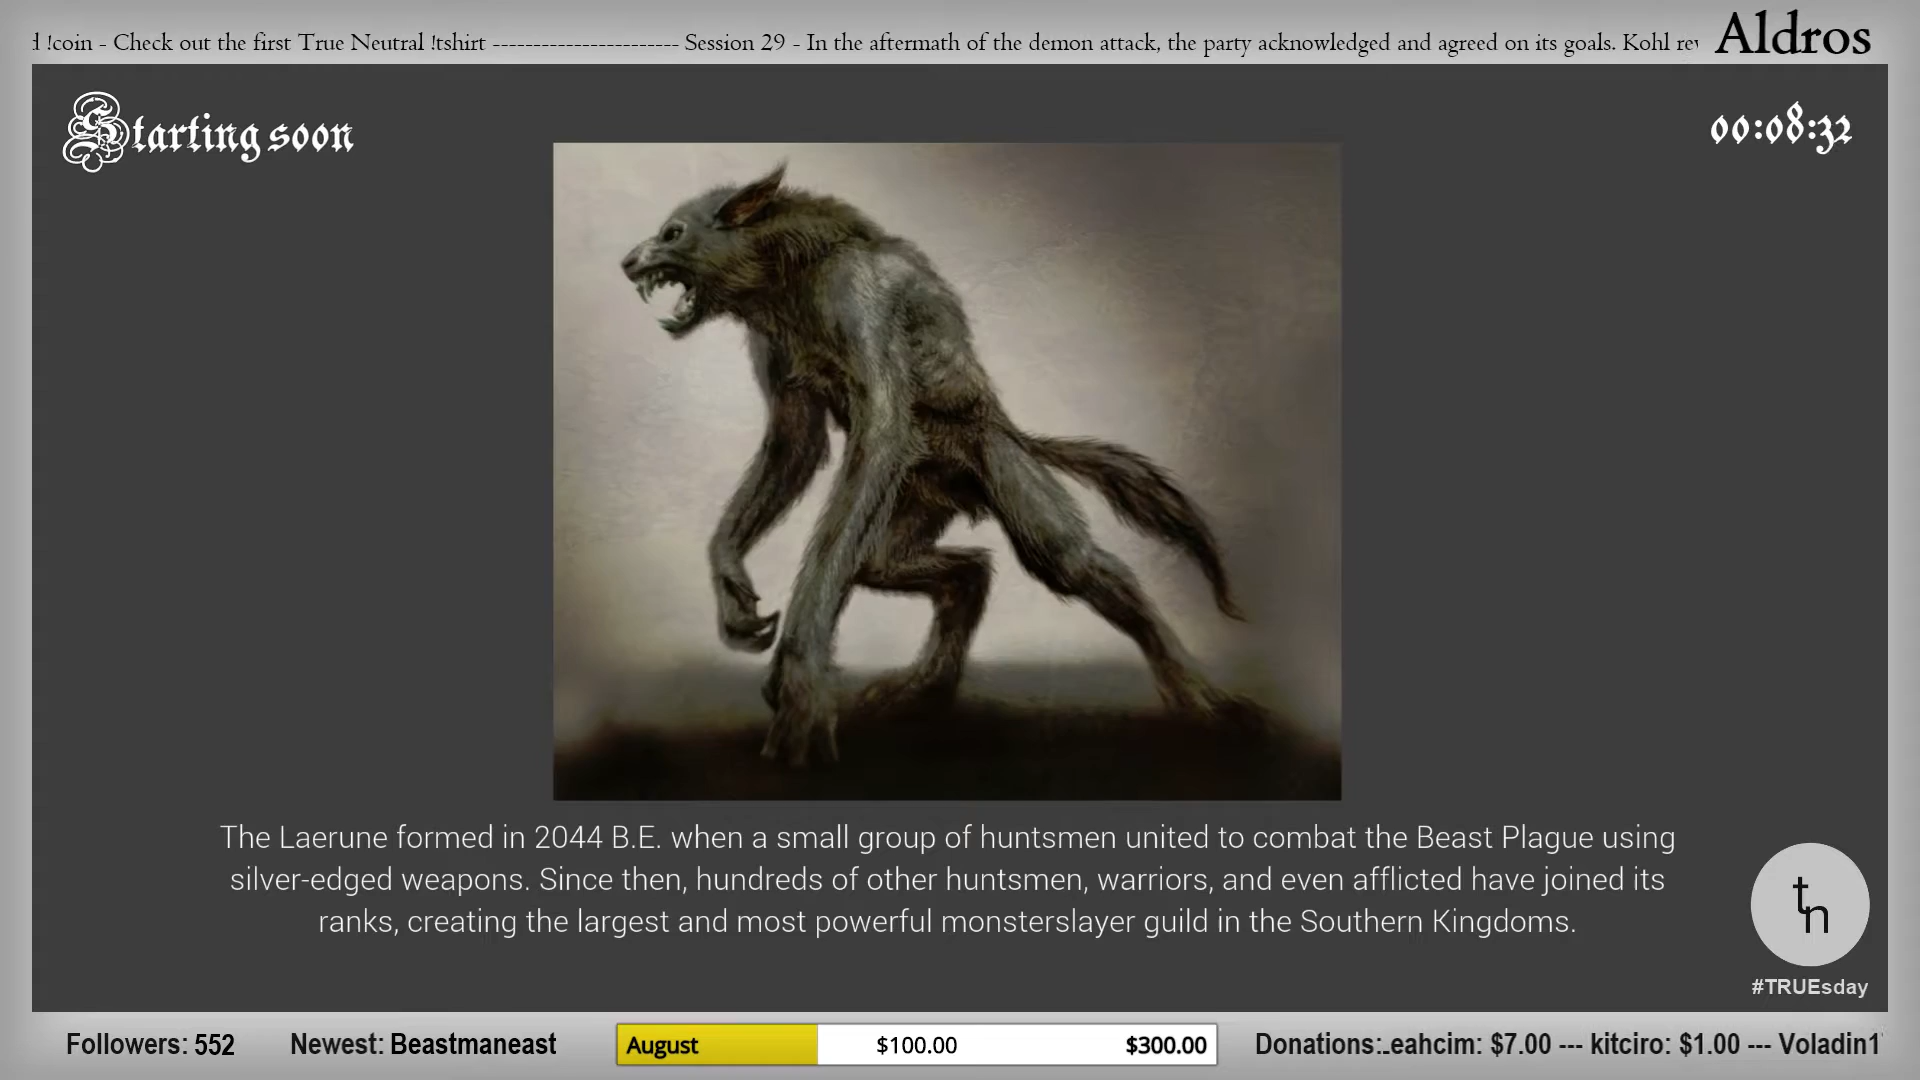 !coin - Check out the first True Neutral !tshirt ----------------------- Session 29 - In the aftermath of the demon attack, the party acknowledged and agreed on its goals. Kohl
Aldros
Starting soon
00:08:32
The Laerune formed in 2044 B.E. when a small group of huntsmen united to combat the Beast Plague using
silver-edged weapons. Since then, hundreds of other huntsmen, warriors, and even afflicted have joined its
ranks, creating the largest and most powerful monsterslayer guild in the Southern Kingdoms.
tn
#TRUEsday
Followers: 552
Newest: Beastmaneast
August
$100.00
$300.00
Donations: eahcim: $7.00 --- kitciro: $1.00 --- Voladin1